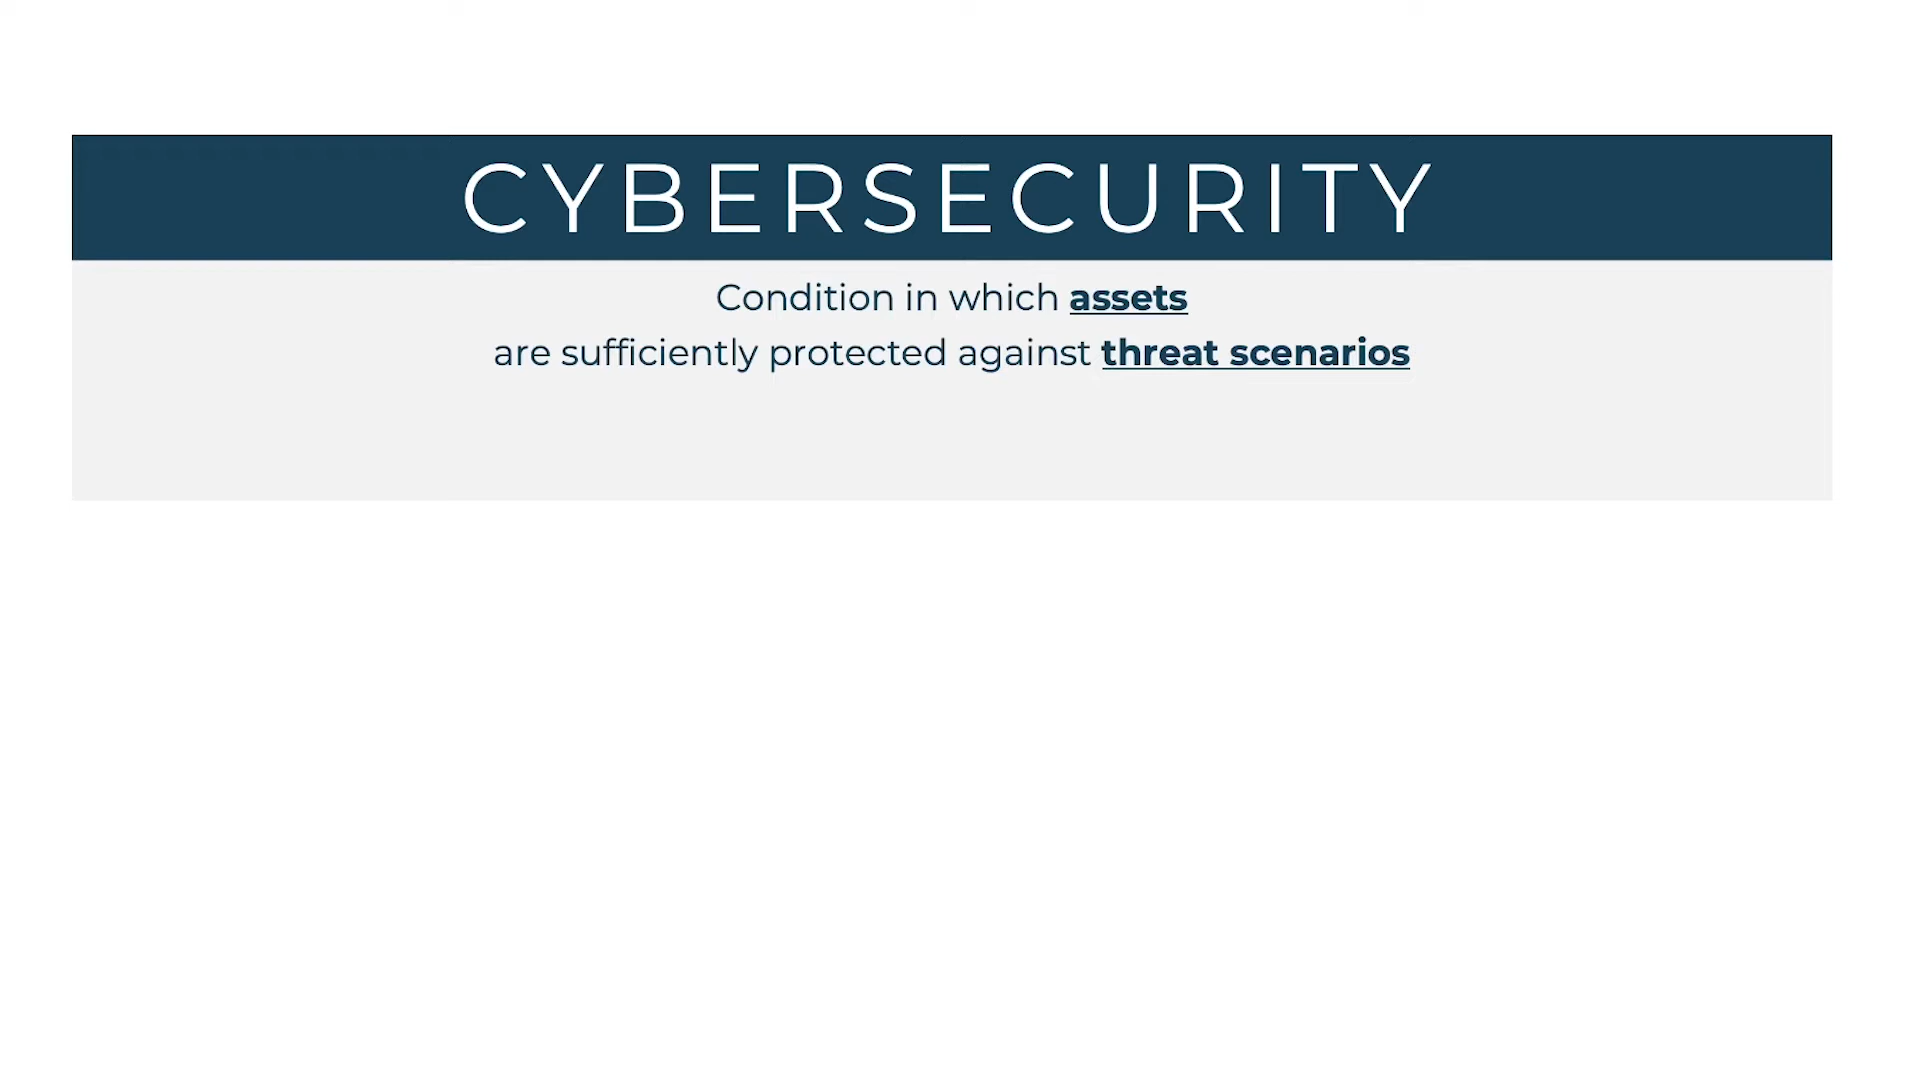 CYBERSECURITY
Condition in which assets
are sufficiently protected against threat scenarios